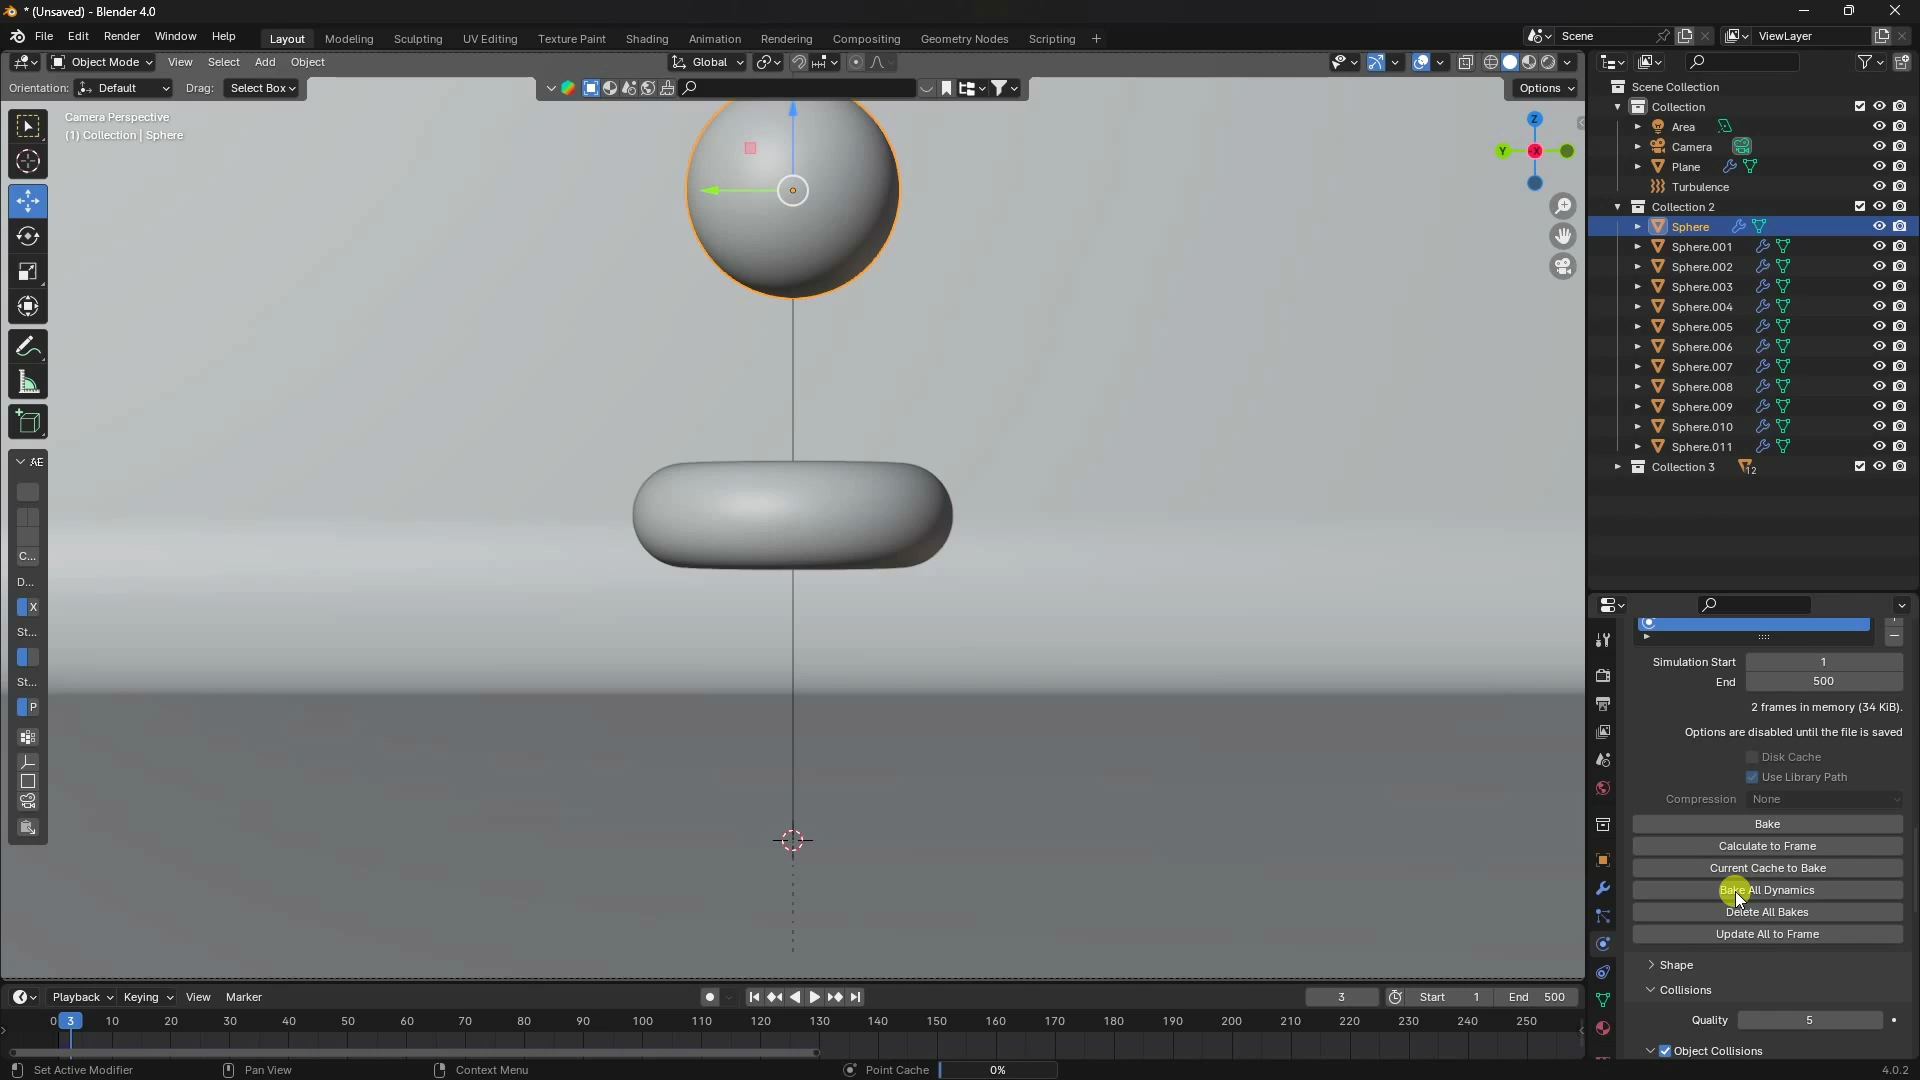 * (Unsaved) - Blender 4.0
File Edit Render Window Help Layout Modeling Sculpting UV Editing Texture Paint Shading Animation Rendering Compositing Geometry Nodes Scripting + Scene ViewLayer
Object Mode View Select Add Object Global
Orientation: Default Drag: Select Box Options
Camera Perspective
(1) Collection | Sphere
Z
Y
X
AE
C...
D...
X
St...
St...
P
Scene Collection
Collection
Area
Camera
Plane
Turbulence
Collection 2
Sphere
Sphere.001
Sphere.002
Sphere.003
Sphere.004
Sphere.005
Sphere.006
Sphere.007
Sphere.008
Sphere.009
Sphere.010
Sphere.011
Collection 3 12
Simulation Start 1
End 500
2 frames in memory (34 KiB).
Options are disabled until the file is saved
Disk Cache
Use Library Path
Compression None
Bake
Calculate to Frame
Current Cache to Bake
Bake All Dynamics
Delete All Bakes
Update All to Frame
Shape
Collisions
Quality 5
Object Collisions
Playback Keying View Marker 3 Start 1 End 500
0 3 10 20 30 40 50 60 70 80 90 100 110 120 130 140 150 160 170 180 190 200 210 220 230 240 250
Set Active Modifier Pan View Context Menu Point Cache 0% 4.0.2